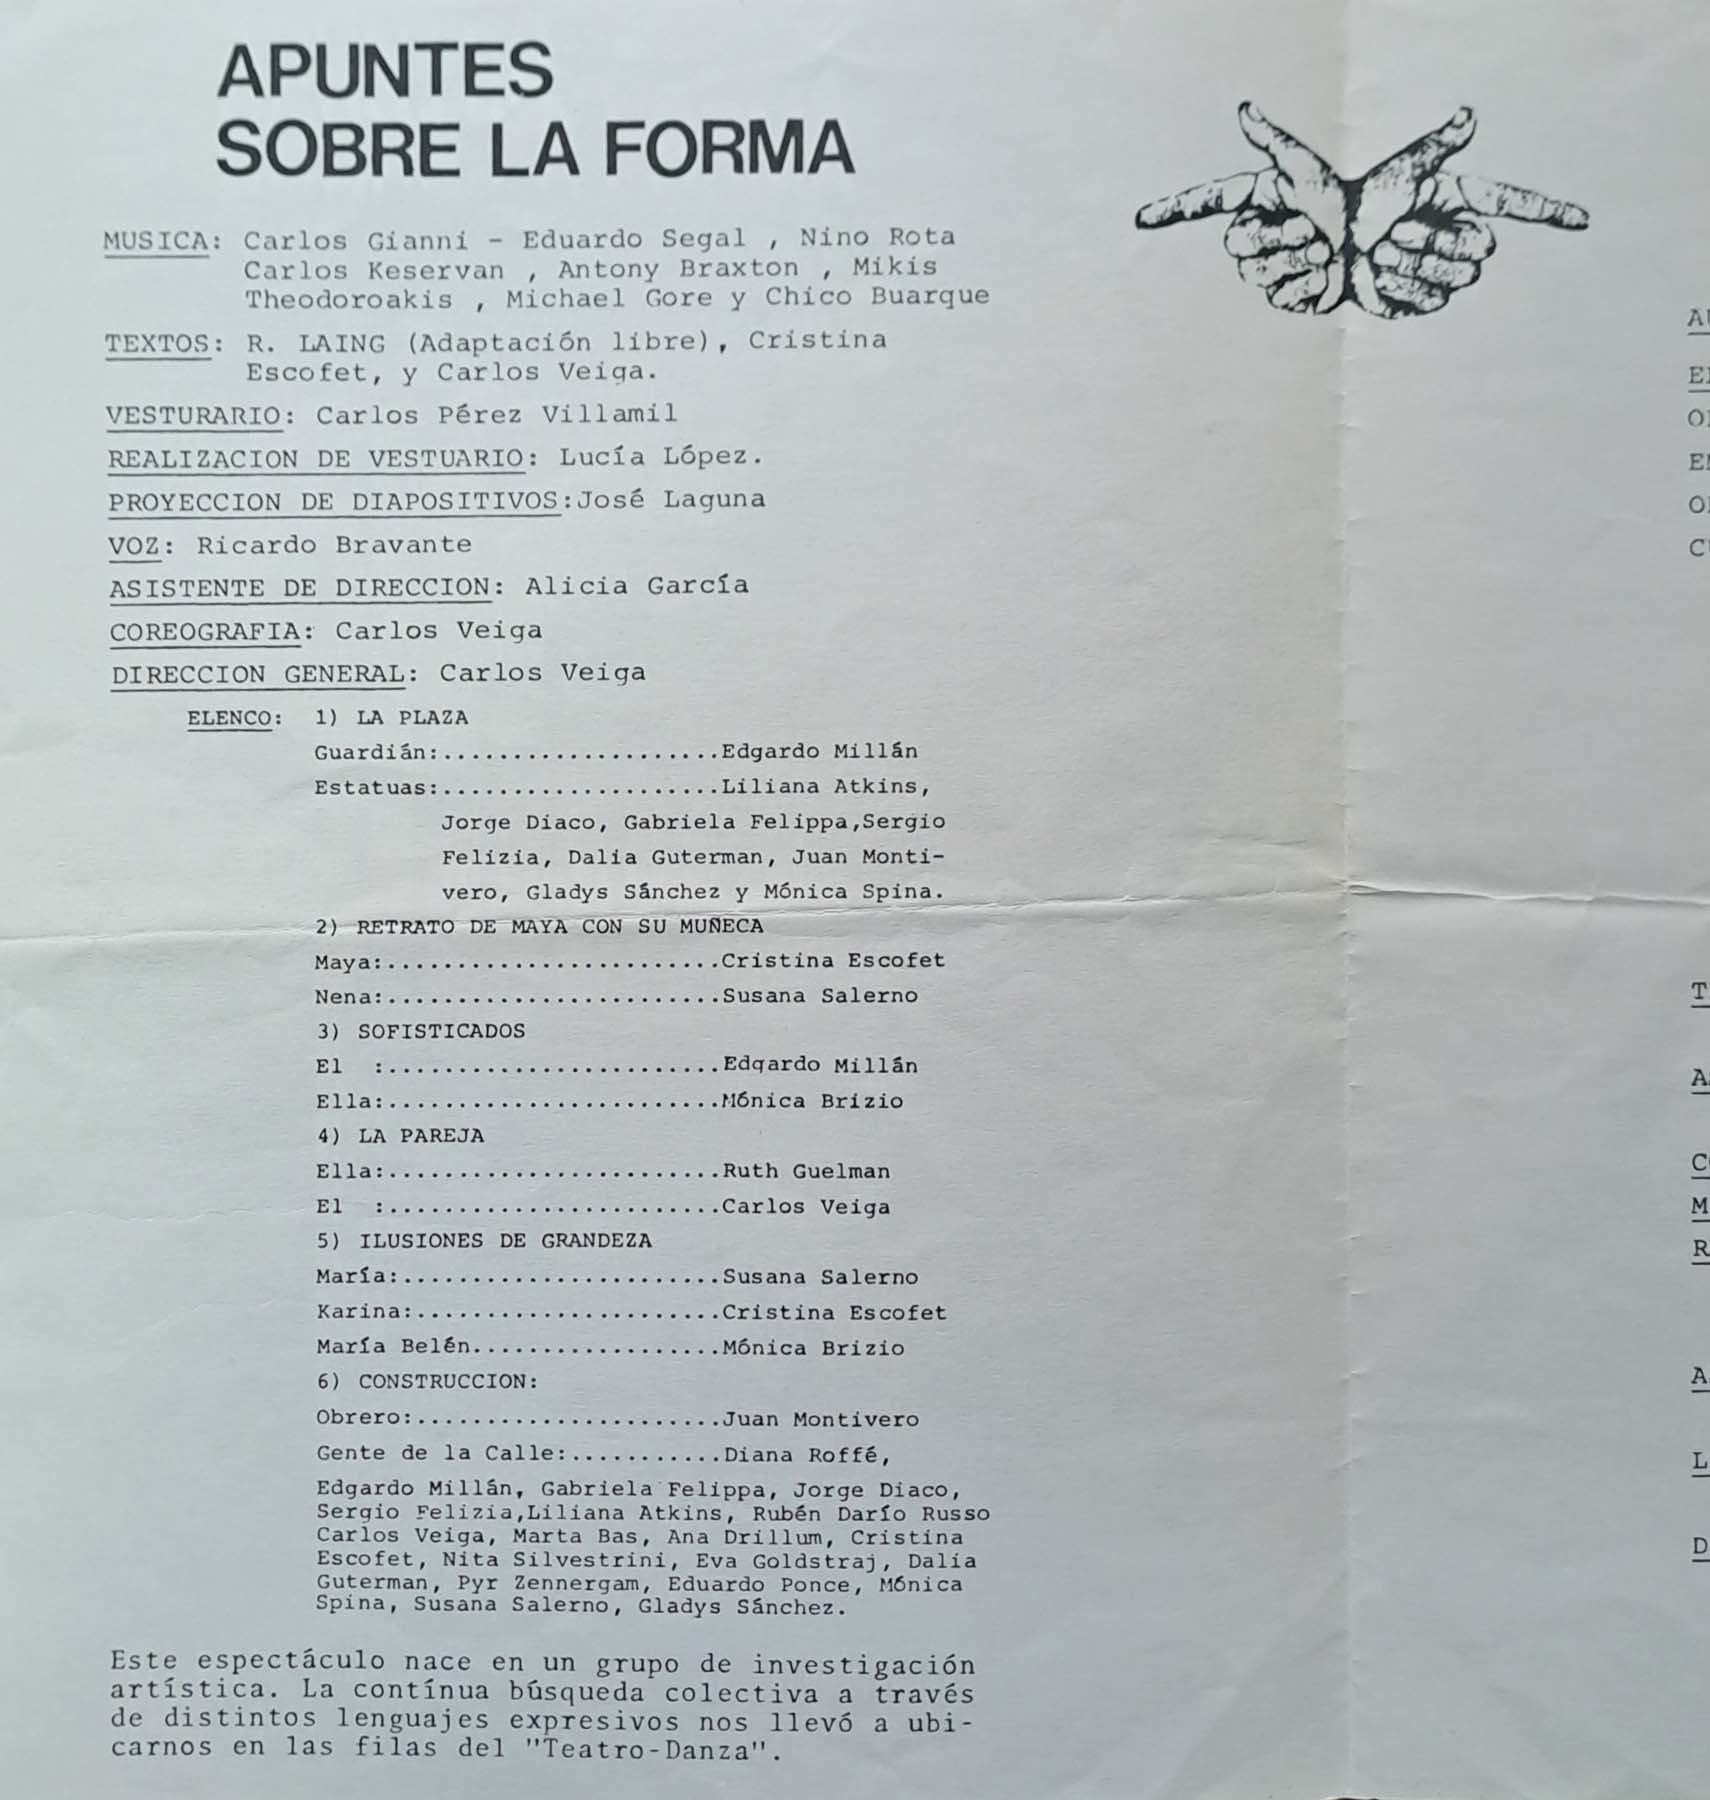 APUNTES
SOBRE LA FORMA
MUSICA: Carlos Gianni - Eduardo Segal , Nino Rota
Carlos Keservan , Antony Braxton , Mikis
Theodoroakis , Michael Gore y Chico Buarque
TEXTOS: R. LAING (Adaptación libre), Cristina
Escofet, y Carlos Veiga.
VESTURARIO: Carlos Pérez Villamil
REALIZACION DE VESTUARIO: Lucía López.
PROYECCION DE DIAPOSITIVOS:José Laguna
VOZ: Ricardo Bravante
ASISTENTE DE DIRECCION: Alicia García
COREOGRAFIA: Carlos Veiga
DIRECCION GENERAL: Carlos Veiga
ELENCO: 1) LA PLAZA
Guardián:....................Edgardo Millán
Estatuas:....................Liliana Atkins,
Jorge Diaco, Gabriela Felippa,Sergio
Felizia, Dalia Guterman, Juan Monti-
vero, Gladys Sánchez y Mónica Spina.
2) RETRATO DE MAYA CON SU MUÑECA
Maya:........................Cristina Escofet
Nena:........................Susana Salerno
3) SOFISTICADOS
El :........................Edgardo Millán
Ella:........................Mónica Brizio
4) LA PAREJA
Ella:........................Ruth Guelman
El :........................Carlos Veiga
5) ILUSIONES DE GRANDEZA
María:.......................Susana Salerno
Karina:......................Cristina Escofet
María Belén..................Mónica Brizio
6) CONSTRUCCION:
Obrero:......................Juan Montivero
Gente de la Calle:...........Diana Roffé,
Edgardo Millán, Gabriela Felippa, Jorge Diaco,
Sergio Felizia,Liliana Atkins, Rubén Darío Russo
Carlos Veiga, Marta Bas, Ana Drillum, Cristina
Escofet, Nita Silvestrini, Eva Goldstraj, Dalia
Guterman, Pyr Zennergam, Eduardo Ponce, Mónica
Spina, Susana Salerno, Gladys Sánchez.
Este espectáculo nace en un grupo de investigación
artística. La contínua búsqueda colectiva a través
de distintos lenguajes expresivos nos llevó a ubi-
carnos en las filas del "Teatro-Danza".